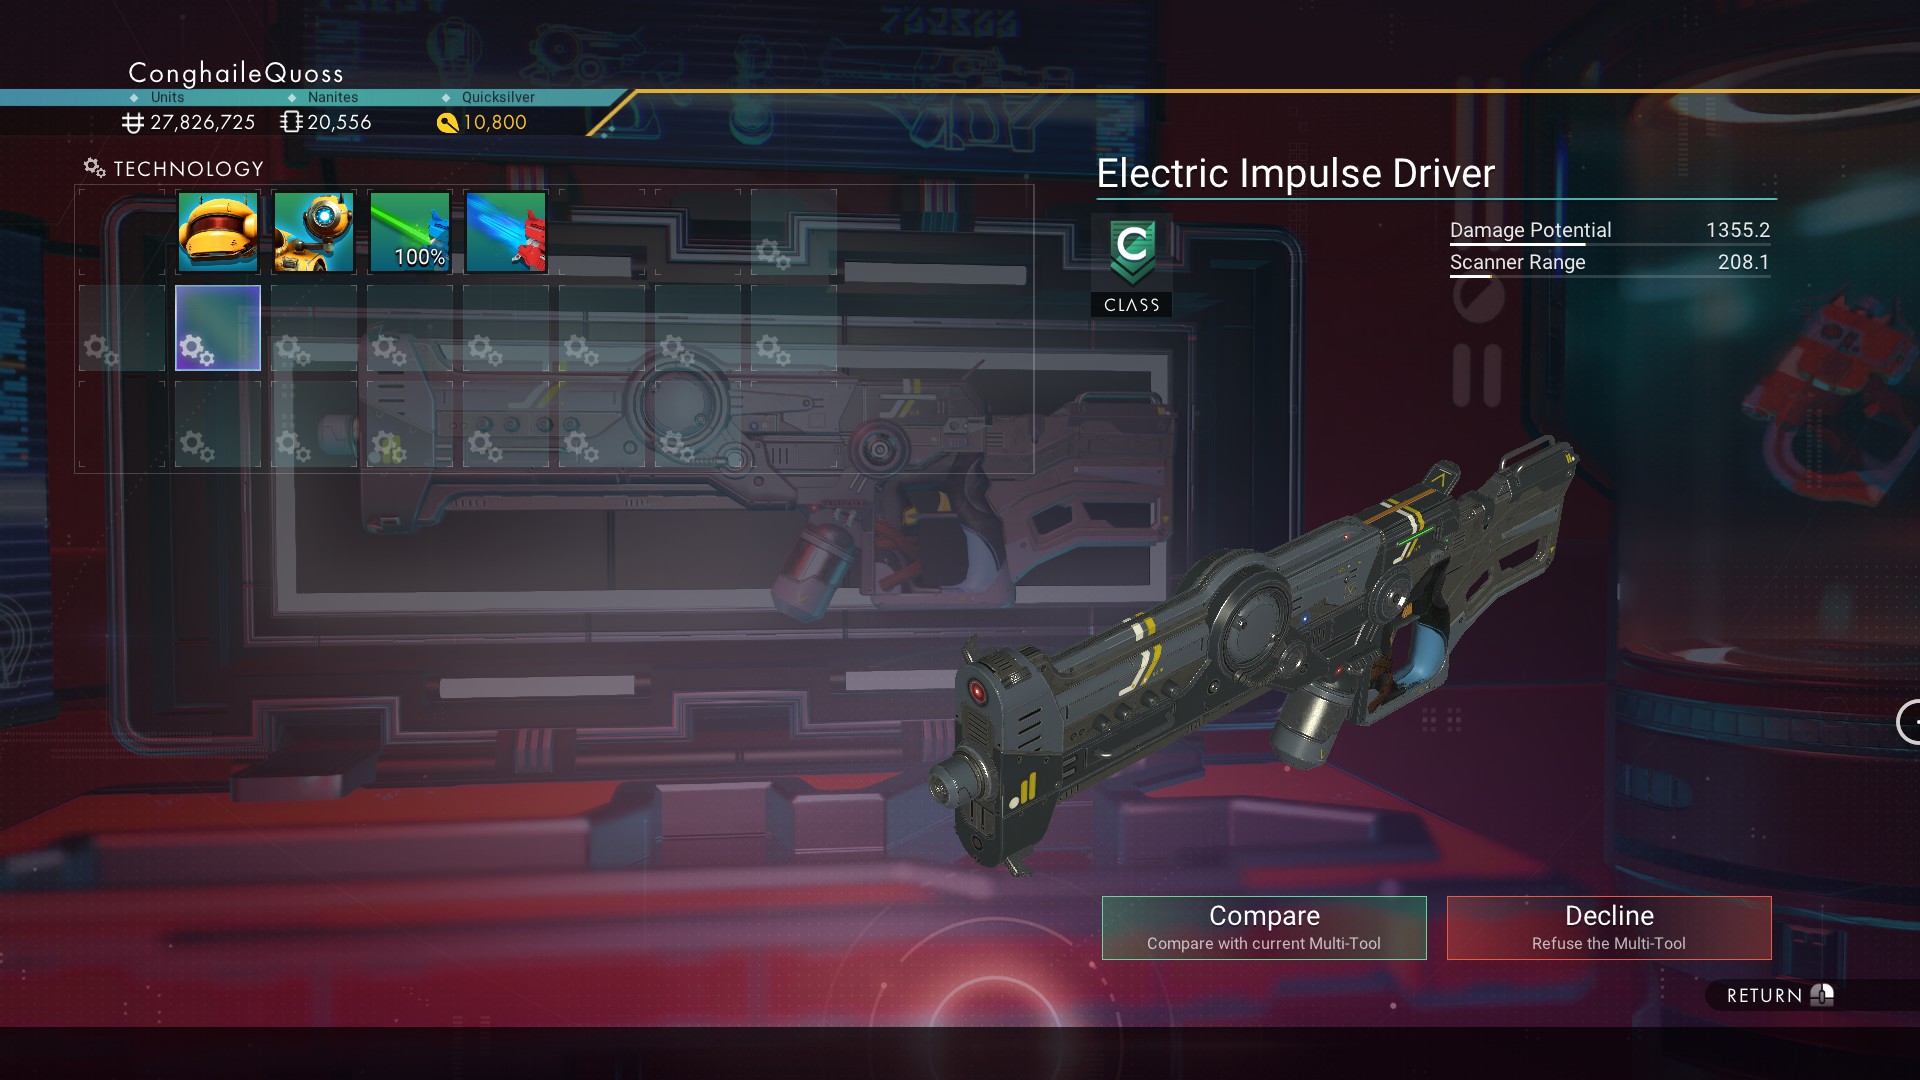 ConghaileQuoss
Units Nanites Quicksilver
27,826,725 20,556 10,800
TECHNOLOGY
100%
Electric Impulse Driver
C
CLASS
Damage Potential 1355.2
Scanner Range 208.1
Compare
Compare with current Multi-Tool
Decline
Refuse the Multi-Tool
RETURN